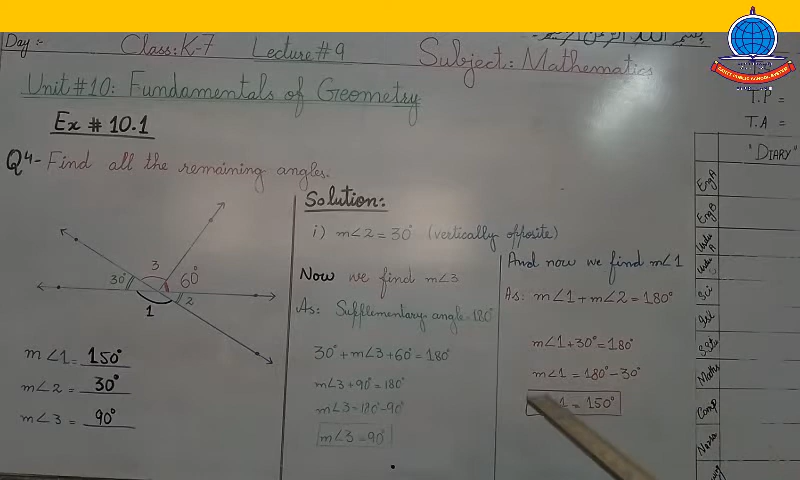 Day:-
Class:K-7 Lecture#9 Subject: Mathematics
Unit#10: Fundamentals of Geometry
Ex # 10.1
Q4- Find all the remaining angles.
30°
3
60°
2
1
m∠1= 150°
m∠2 = 30°
m∠3 = 90°
Solution:
i) m∠2 = 30° (vertically opposite)
Now we find m∠3
As: Supplementary angle=180°
30° + m∠3 + 60° = 180°
m∠3 + 90° = 180°
m∠3 = 180° - 90°
m∠3 = 90°
And now we find m∠1
As: m∠1 + m∠2 = 180°
m∠1 + 30° = 180°
m∠1 = 180° - 30°
1 = 150°
T.P =
T.A =
"DIARY"
Eng A
Eng B
Urdu A
Sci
Isl
S.St
Maths
Comp